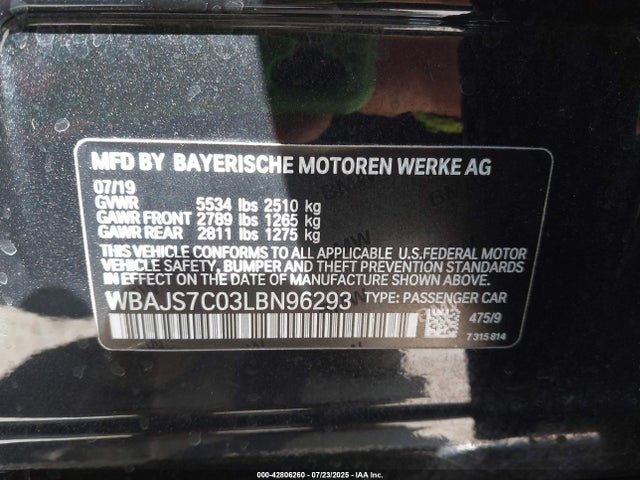 MFD BY BAYERISCHE MOTOREN WERKE AG
07/19
GVWR 5534 lbs 2510 kg
GAWR FRONT 2789 lbs 1265 kg
GAWR REAR 2811 lbs 1275 kg
THIS VEHICLE CONFORMS TO ALL APPLICABLE U.S.FEDERAL MOTOR
VEHICLE SAFETY, BUMPER, AND THEFT PREVENTION STANDARDS
IN EFFECT ON THE DATE OF MANUFACTURE SHOWN ABOVE.
WBAJS7C03LBN96293 TYPE: PASSENGER CAR
475/9
7315814
000-42806260 - 07/23/2025 - IAA Inc.